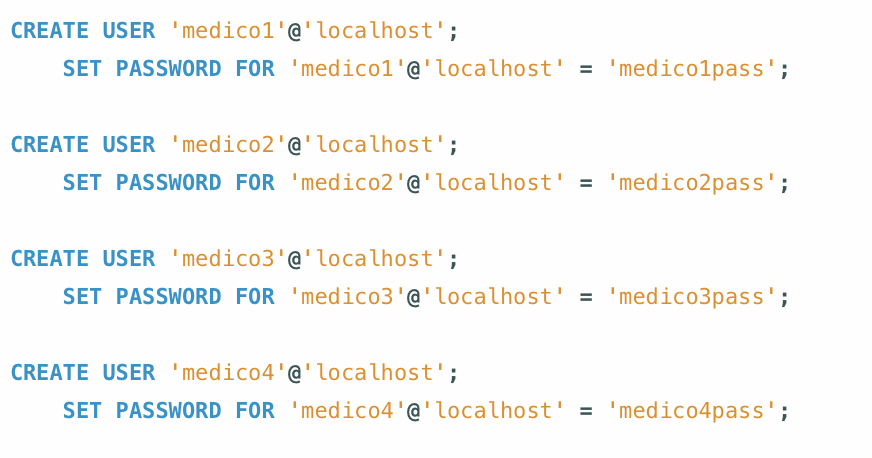 CREATE USER 'medico1'@'localhost';
SET PASSWORD FOR 'medico1'@'localhost' = 'medico1pass';
CREATE USER 'medico2'@'localhost';
SET PASSWORD FOR 'medico2'@'localhost' = 'medico2pass';
CREATE USER 'medico3'@'localhost';
SET PASSWORD FOR 'medico3'@'localhost' = 'medico3pass';
CREATE USER 'medico4'@'localhost';
SET PASSWORD FOR 'medico4'@'localhost' = 'medico4pass';